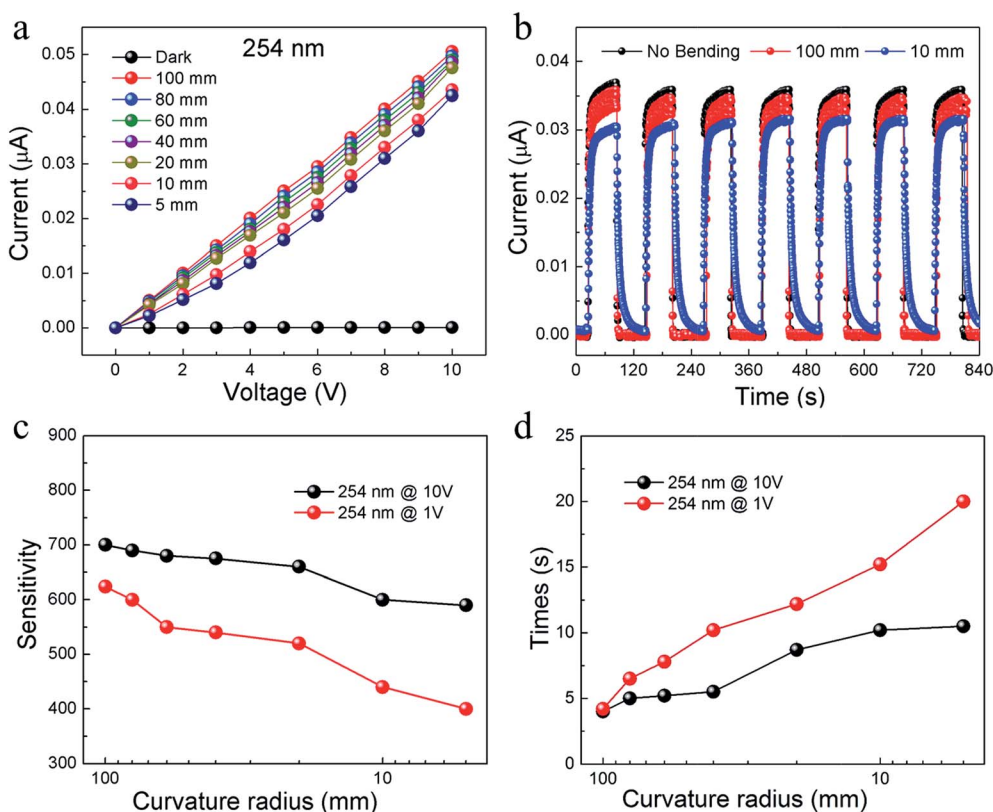 a
254 nm
Dark
100 mm
80 mm
60 mm
40 mm
20 mm
10 mm
5 mm
Current (μA)
0.05
0.04
0.03
0.02
0.01
0.00
0 2 4 6 8 10
Voltage (V)
b
No Bending 100 mm 10 mm
Current (μA)
0.04
0.03
0.02
0.01
0.00
0 120 240 360 480 600 720 840
Time (s)
c
254 nm @ 10V
254 nm @ 1V
Sensitivity
900
800
700
600
500
400
300
100 10
Curvature radius (mm)
d
254 nm @ 10V
254 nm @ 1V
Times (s)
25
20
15
10
5
0
100 10
Curvature radius (mm)